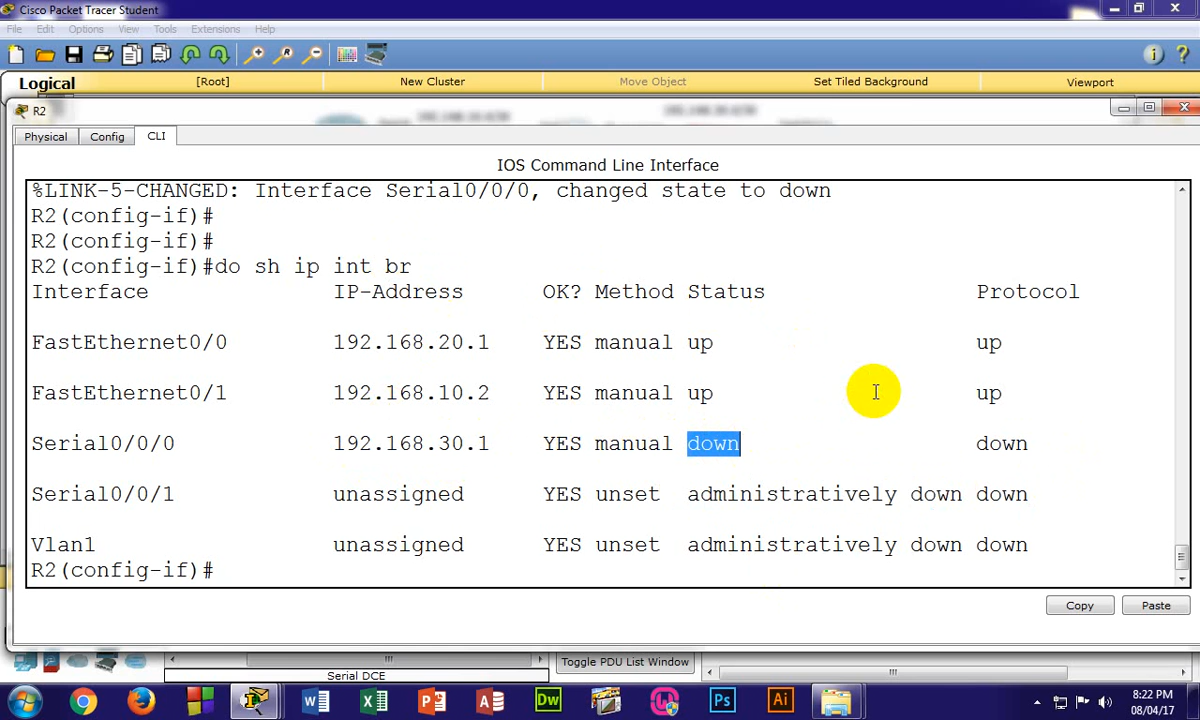 Cisco Packet Tracer Student
File Edit Options View Tools Extensions Help
Logical [Root] New Cluster Move Object Set Tiled Background Viewport
R2
Physical Config CLI
IOS Command Line Interface
%LINK-5-CHANGED: Interface Serial0/0/0, changed state to down
R2(config-if)#
R2(config-if)#
R2(config-if)#do sh ip int br
Interface IP-Address OK? Method Status Protocol
FastEthernet0/0 192.168.20.1 YES manual up up
FastEthernet0/1 192.168.10.2 YES manual up up
Serial0/0/0 192.168.30.1 YES manual down down
Serial0/0/1 unassigned YES unset administratively down down
Vlan1 unassigned YES unset administratively down down
R2(config-if)#
Copy Paste
Toggle PDU List Window
Serial DCE
Dw Ps Ai
8:22 PM
08/04/17